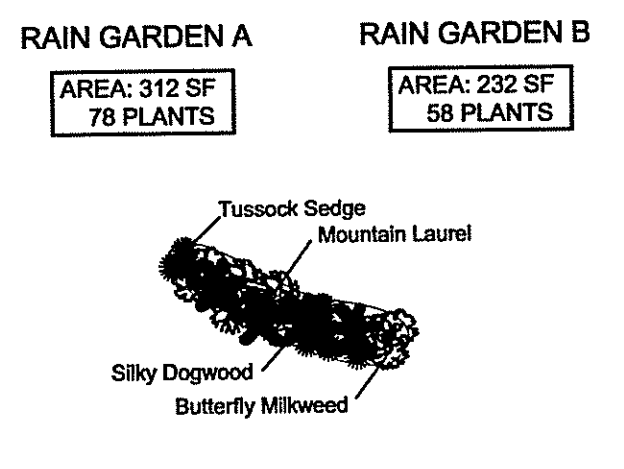 RAIN GARDEN A
AREA: 312 SF
78 PLANTS
RAIN GARDEN B
AREA: 232 SF
58 PLANTS
Tussock Sedge
Mountain Laurel
Silky Dogwood
Butterfly Milkweed